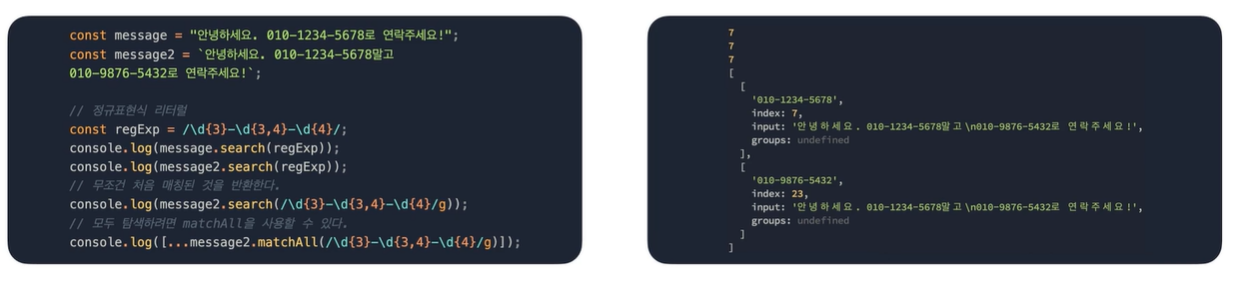 const message = "안녕하세요. 010-1234-5678로 연락주세요!";
const message2 = `안녕하세요. 010-1234-5678말고
010-9876-5432로 연락주세요!`;
// 정규표현식 리터럴
const regExp = /\d{3}-\d{3,4}-\d{4}/;
console.log(message.search(regExp));
console.log(message2.search(regExp));
// 무조건 처음 매칭된 것을 반환한다.
console.log(message2.search(/\d{3}-\d{3,4}-\d{4}/g));
// 모두 탐색하려면 matchAll을 사용할 수 있다.
console.log([...message2.matchAll(/\d{3}-\d{3,4}-\d{4}/g)]);
7
7
7
[
[
'010-1234-5678',
index: 7,
input: '안녕하세요. 010-1234-5678말고\n010-9876-5432로 연락주세요!',
groups: undefined
],
[
'010-9876-5432',
index: 23,
input: '안녕하세요. 010-1234-5678말고\n010-9876-5432로 연락주세요!',
groups: undefined
]
]